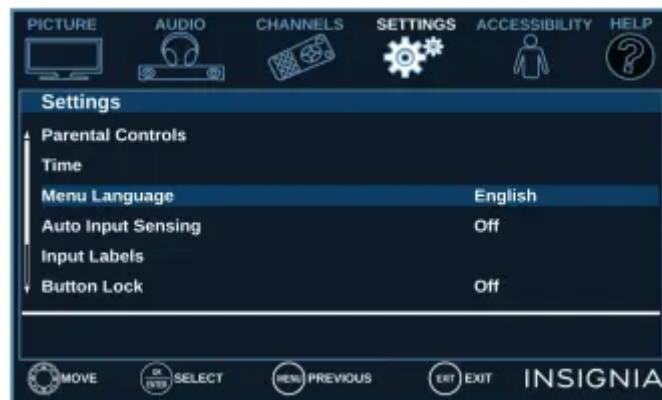 PICTURE AUDIO CHANNELS SETTINGS ACCESSIBILITY HELP
?
Settings
Parental Controls
Time
Menu Language English
Auto Input Sensing Off
Input Labels
Button Lock Off
MOVE OK ENTER SELECT MENU PREVIOUS EXIT EXIT INSIGNIA